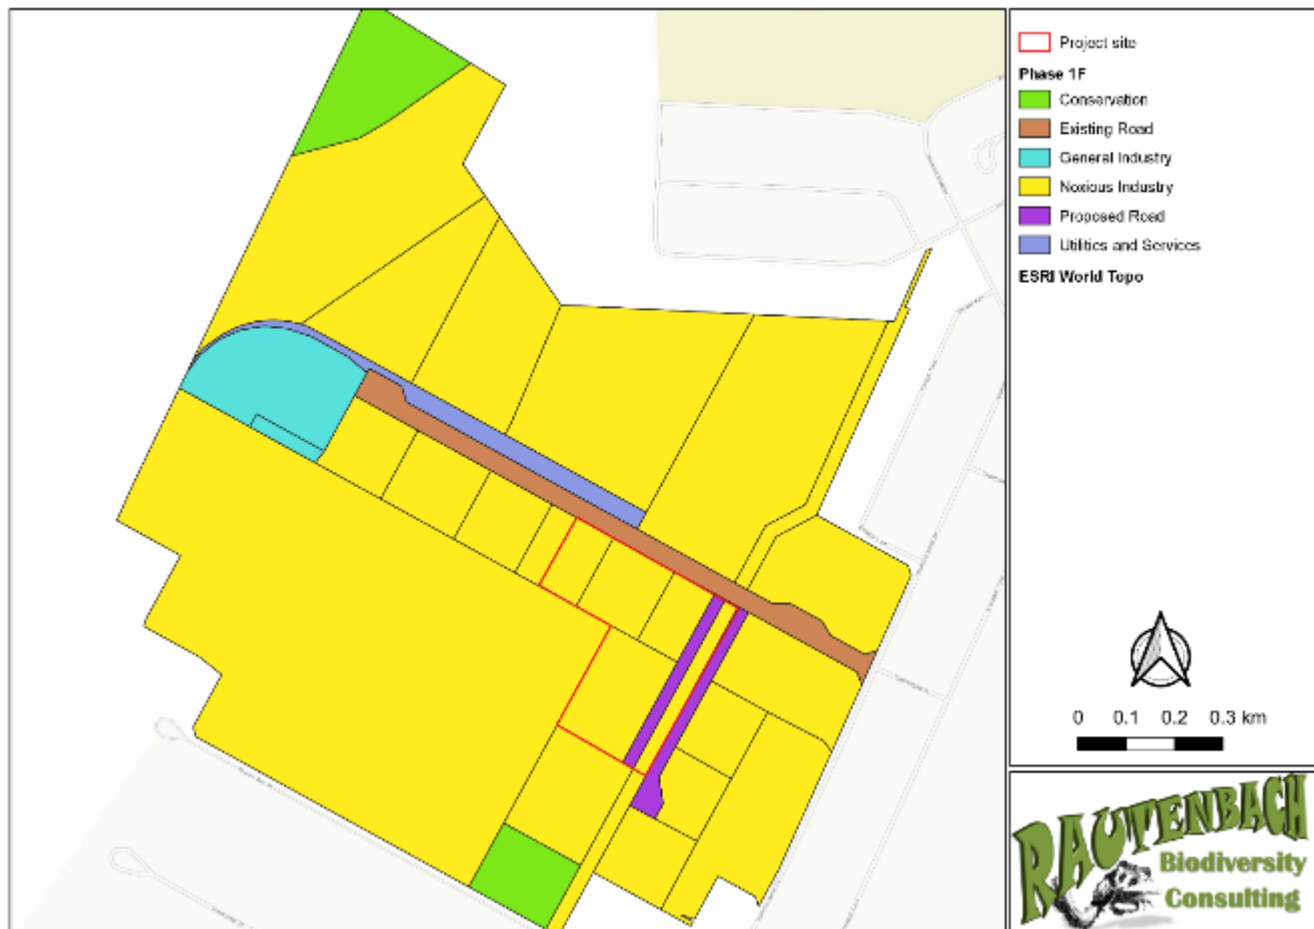 Project site
Phase 1F
Conservation
Existing Road
General Industry
Noxious Industry
Proposed Road
Utilities and Services
ESRI World Topo
0 0.1 0.2 0.3 km
RAUTENBACH
Biodiversity
Consulting